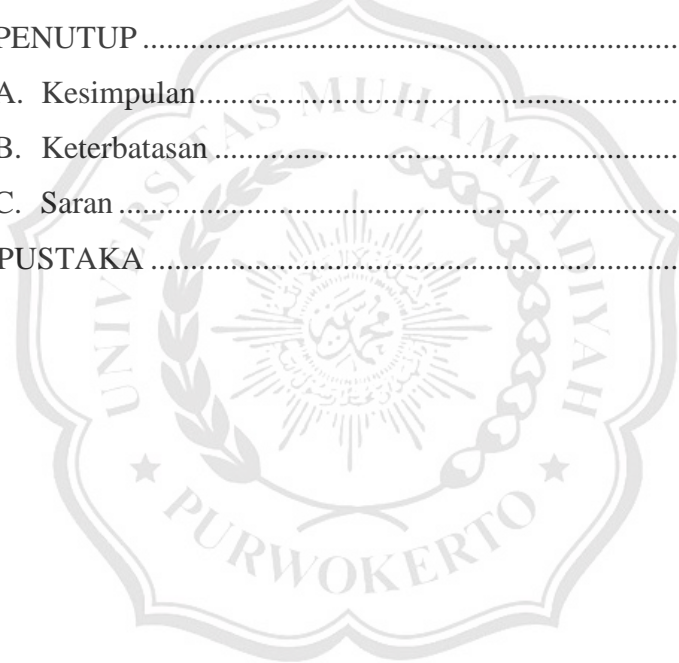 PENUTUP ........................................................................
A. Kesimpulan................................................................
B. Keterbatasan ..............................................................
C. Saran ..........................................................................
PUSTAKA .......................................................................
UNIVERSITAS MUHAMMADIYAH
PURWOKERTO